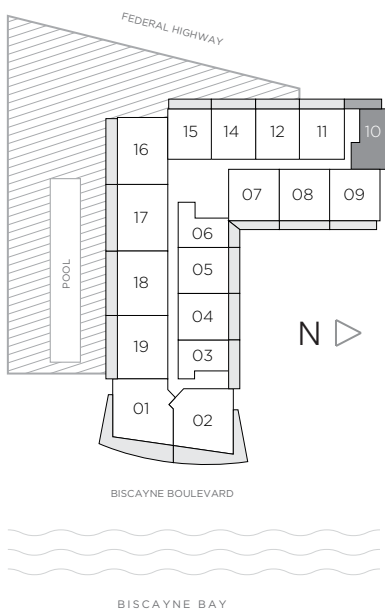 FEDERAL HIGHWAY
15 14 12 11 10
16
07 08 09
17
06
05
POOL
18
04
N
19
03
01 02
BISCAYNE BOULEVARD
BISCAYNE BAY